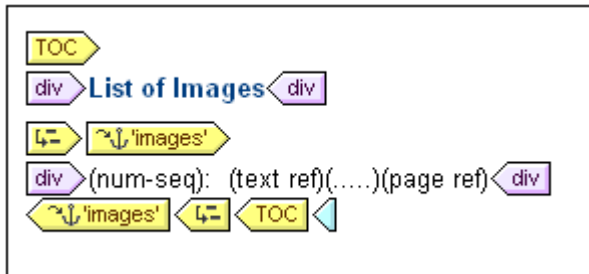 TOC
div List of Images div
'images'
div (num-seq): (text ref)(.....)(page ref) div
'images' TOC